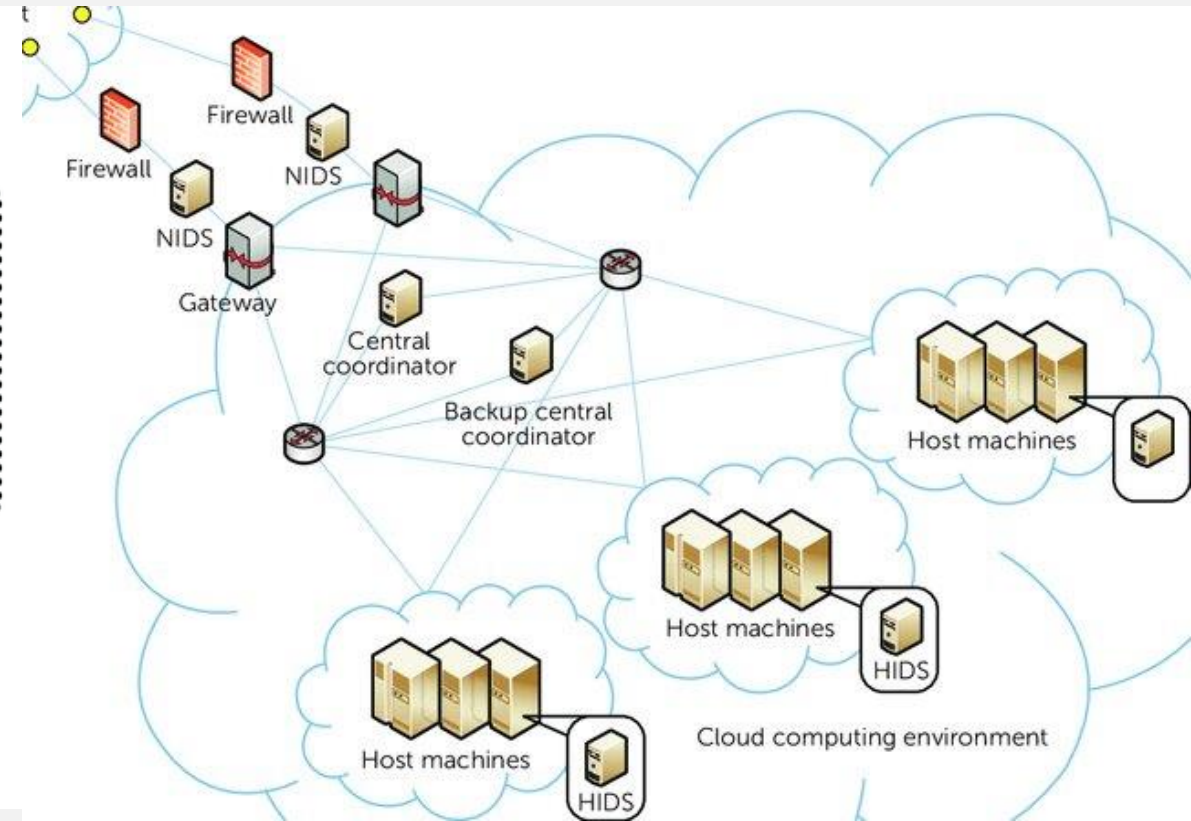 t
Firewall
Firewall
NIDS
NIDS
Gateway
Central
coordinator
Backup central
coordinator
Host machines
Host machines
HIDS
Host machines
HIDS
Cloud computing environment